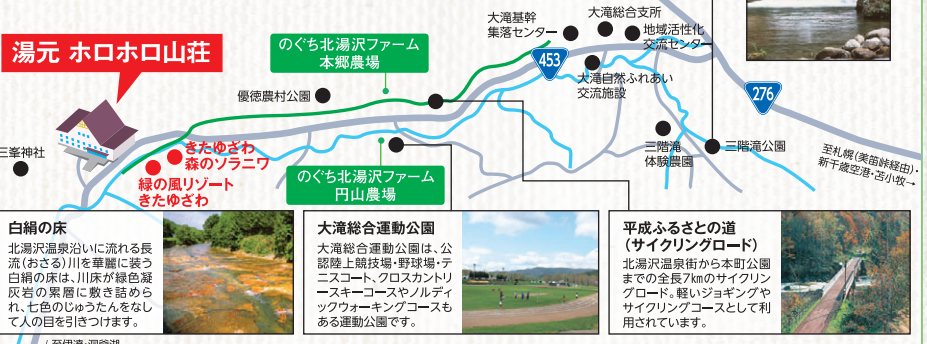 大滝基幹
集落センター
大滝総合支所
地域活性化
交流センター
湯元 ホロホロ山荘
のぐち北湯沢ファーム
本郷農場
453
大滝自然ふれあい
交流施設
276
優徳農村公園
三峯神社
きたゆざわ
森のソラニワ
緑の風リゾート
きたゆざわ
のぐち北湯沢ファーム
円山農場
三階滝
体験農園
三階滝公園
至札幌(美笛峠経由)・
新千歳空港・苫小牧→
白絹の床
北湯沢温泉沿いに流れる長
流(おさる)川を華麗に装う
白絹の床は、川床が緑色凝
灰岩の累層に敷き詰めら
れ、七色のじゅうたんをなし
て人の目を引きつけます。
大滝総合運動公園
大滝総合運動公園は、公
認陸上競技場・野球場・テ
ニスコート、クロスカントリ
ースキーコースやノルディ
ックウォーキングコースも
ある運動公園です。
平成ふるさとの道
(サイクリングロード)
北湯沢温泉街から本町公園
までの全長7kmのサイクリン
グロード。軽いジョギングや
サイクリングコースとして利
用されています。